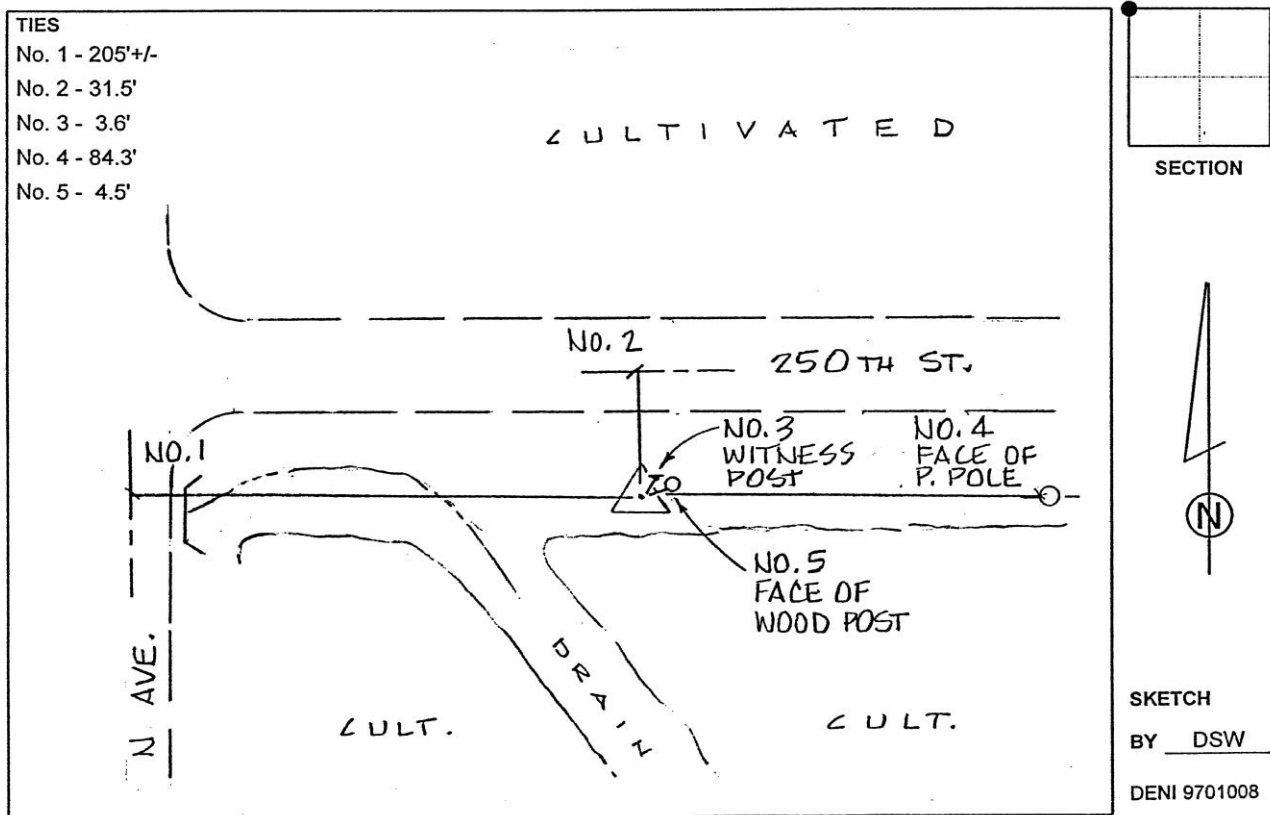 TIES
No. 1 - 205'+/-
No. 2 - 31.5'
No. 3 - 3.6'
No. 4 - 84.3'
No. 5 - 4.5'
CULTIVATED
SECTION
NO. 2
250TH ST.
NO. 1
NO. 3
WITNESS
POST
NO. 4
FACE OF
P. POLE
N
NO. 5
FACE OF
WOOD POST
N AVE.
DRAIN
CULT.
CULT.
SKETCH
BY DSW
DENI 9701008